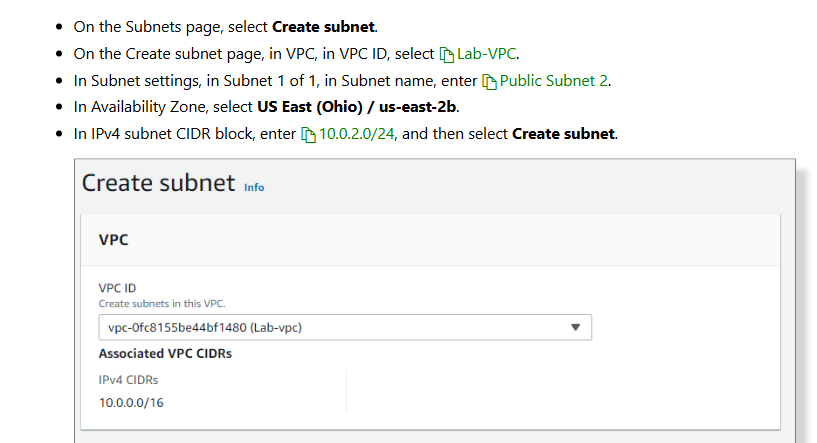 On the Subnets page, select Create subnet.
On the Create subnet page, in VPC, in VPC ID, select Lab-VPC.
In Subnet settings, in Subnet 1 of 1, in Subnet name, enter Public Subnet 2.
In Availability Zone, select US East (Ohio) / us-east-2b.
In IPv4 subnet CIDR block, enter 10.0.2.0/24, and then select Create subnet.
Create subnet Info
VPC
VPC ID
Create subnets in this VPC.
vpc-0fc8155be44bf1480 (Lab-vpc)
Associated VPC CIDRs
IPv4 CIDRs
10.0.0.0/16